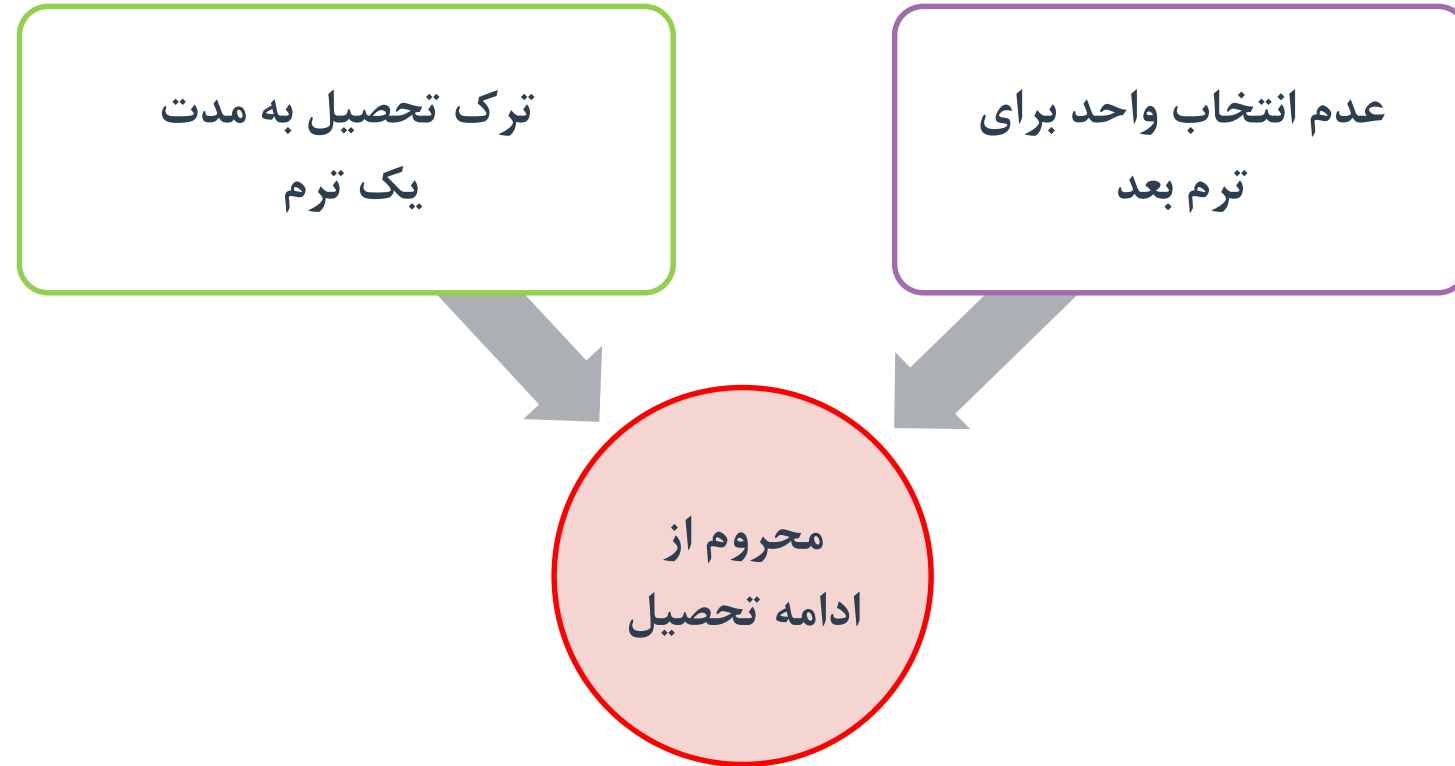 عدم انتخاب واحد برای
ترم بعد
ترک تحصیل به مدت
یک ترم
محروم از
ادامه تحصیل